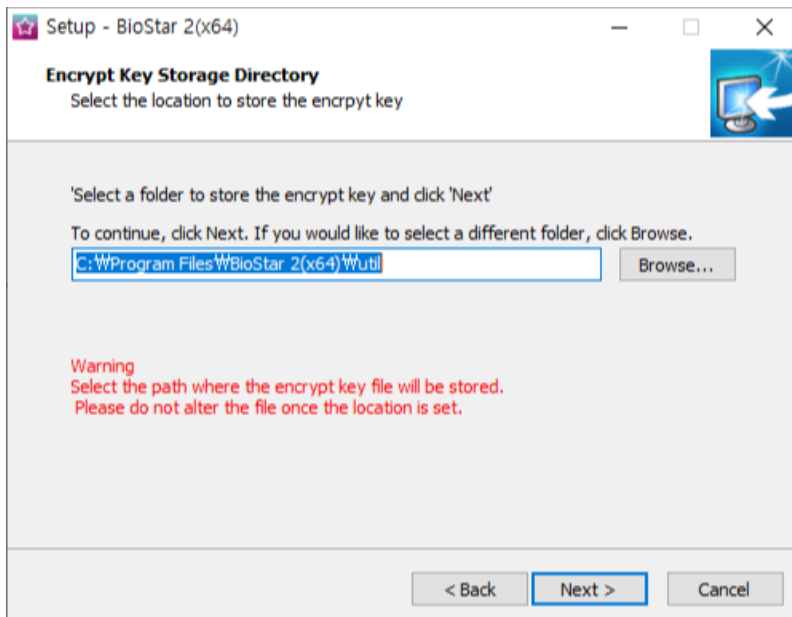 Setup - BioStar 2(x64)
Encrypt Key Storage Directory
Select the location to store the encrpyt key
'Select a folder to store the encrypt key and click 'Next'
To continue, click Next. If you would like to select a different folder, click Browse.
C:₩Program Files₩BioStar 2(x64)₩util
Browse...
Warning
Select the path where the encrypt key file will be stored.
Please do not alter the file once the location is set.
< Back
Next >
Cancel